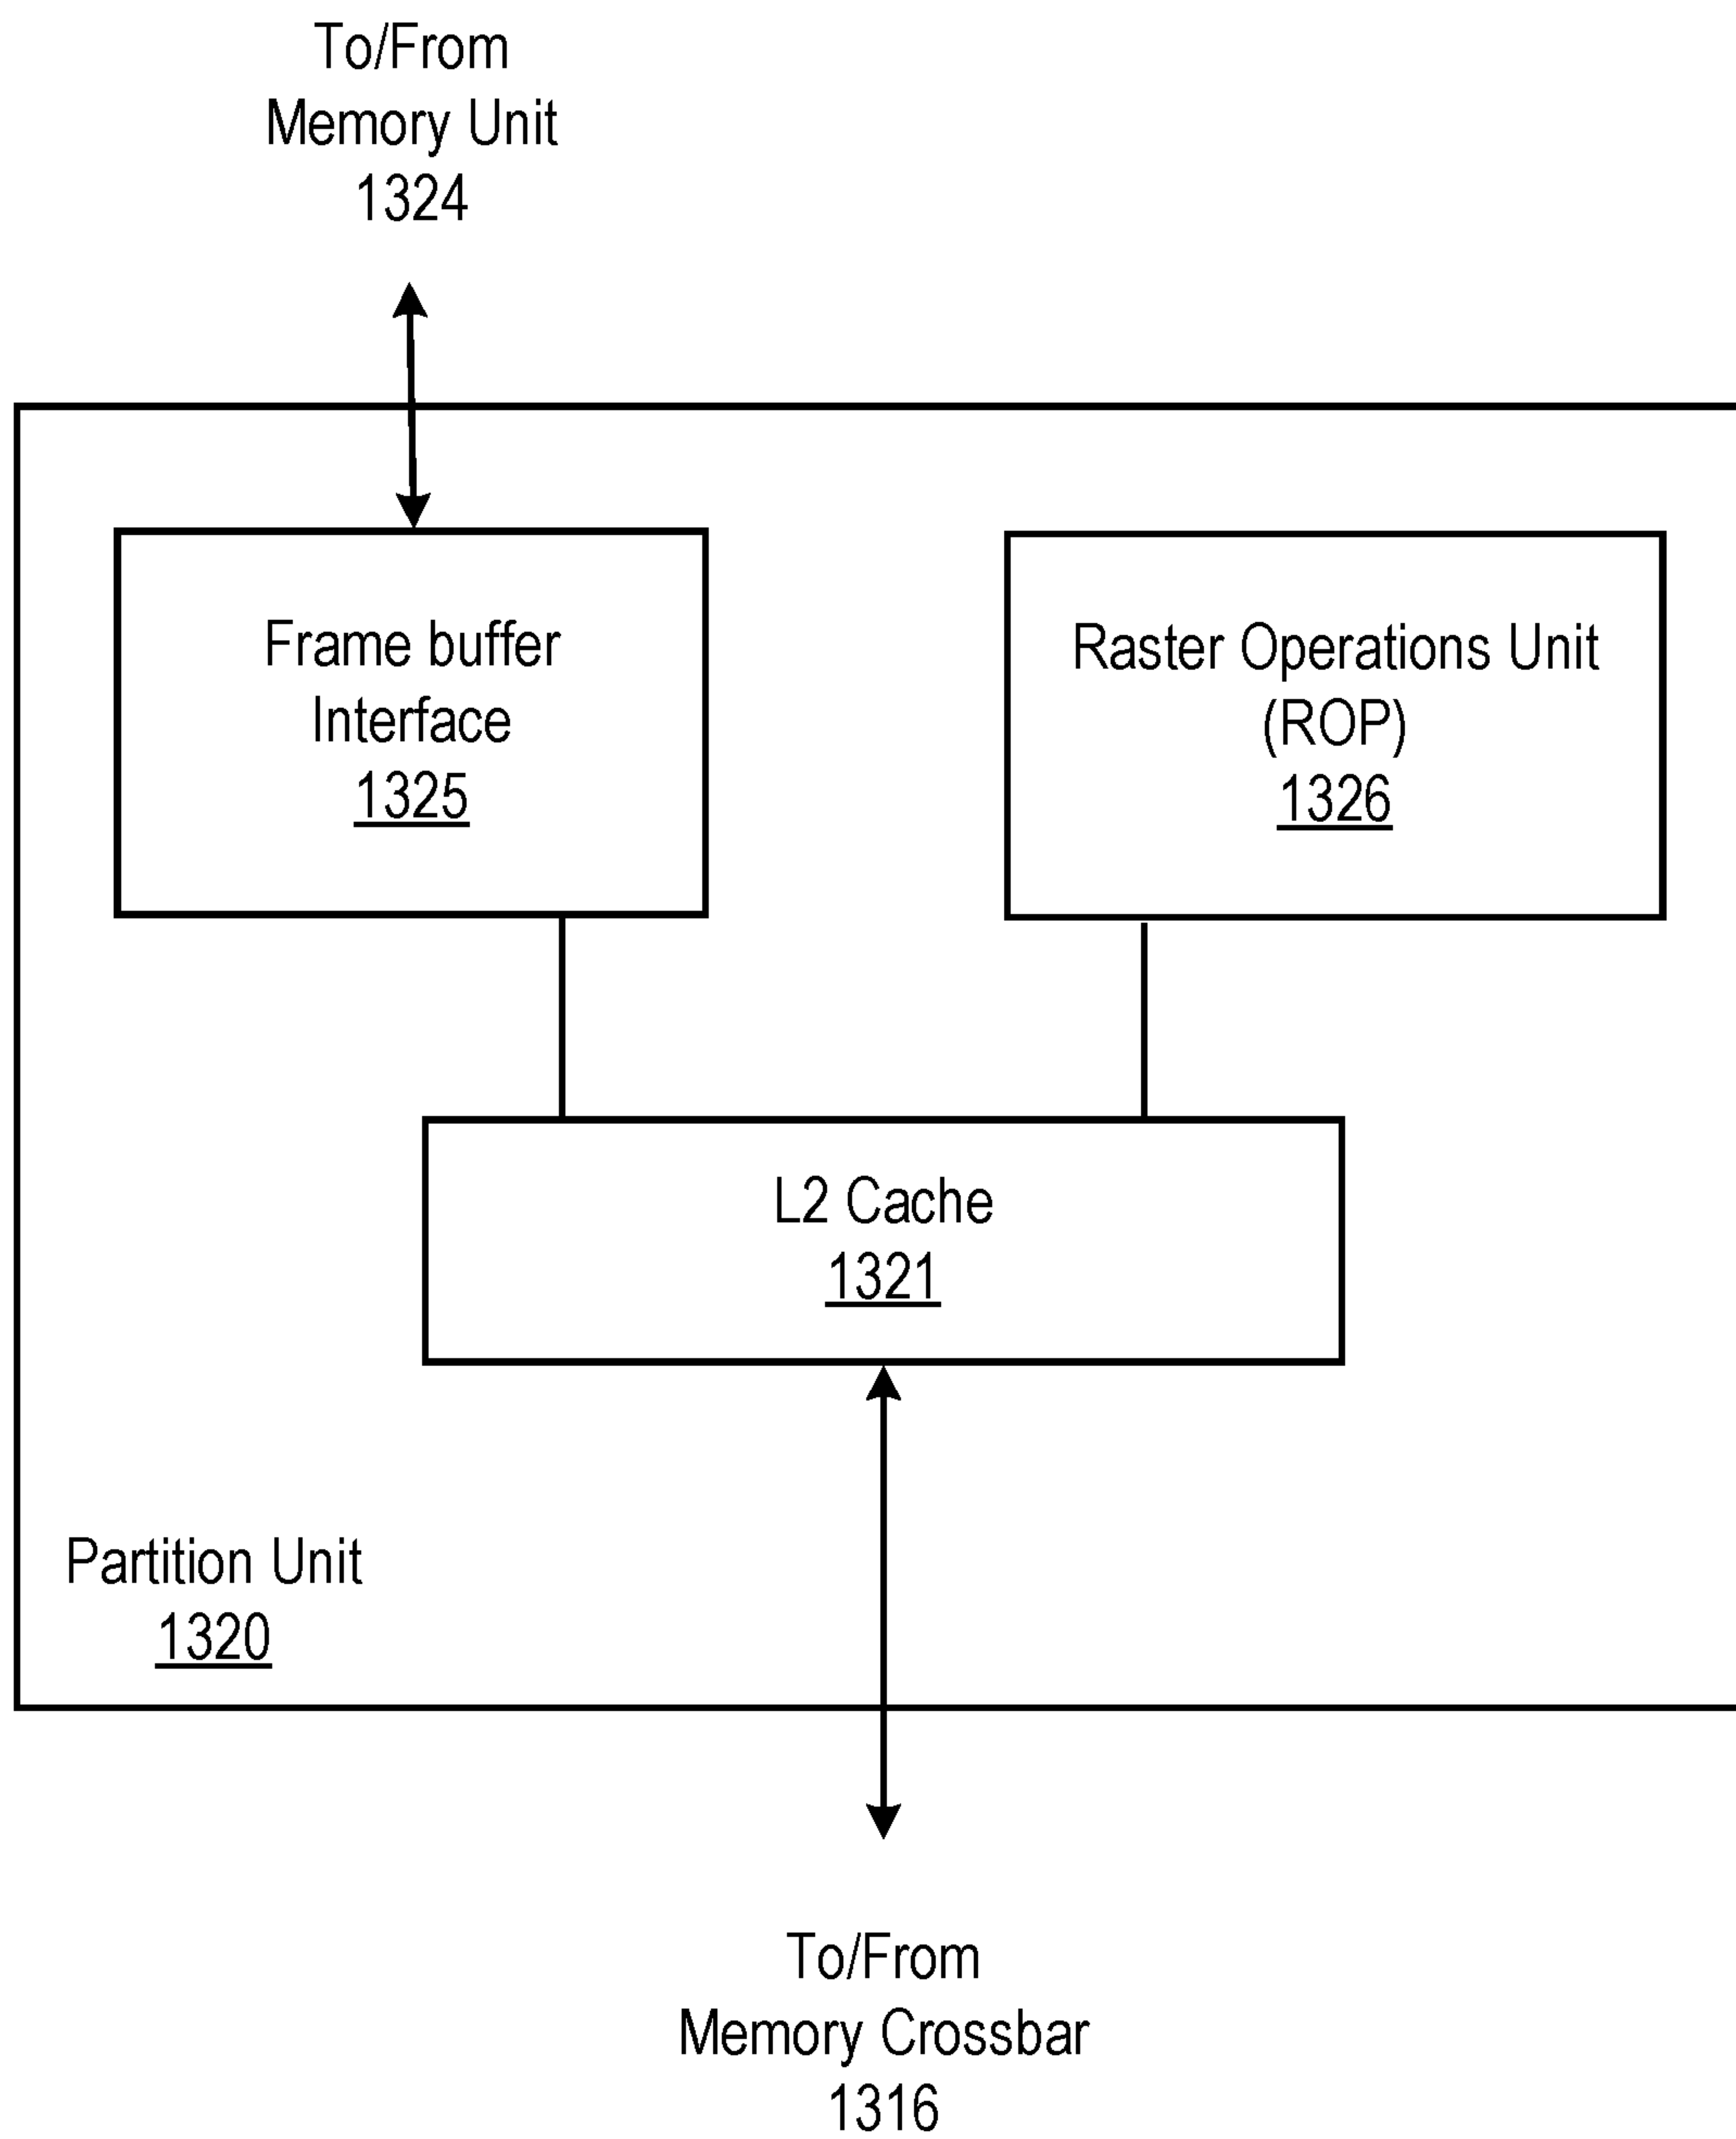 To/From
Memory Unit
1324
Frame buffer
Interface
1325
Raster Operations Unit
(ROP)
1326
L2 Cache
1321
Partition Unit
1320
To/From
Memory Crossbar
1316